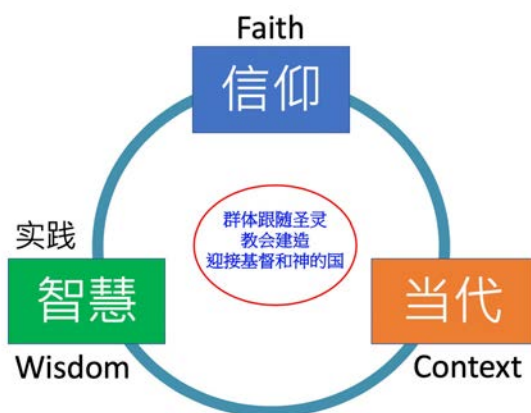 Faith
信仰
群体跟随圣灵
教会建造
迎接基督和神的国
实践
智慧
Wisdom
当代
Context